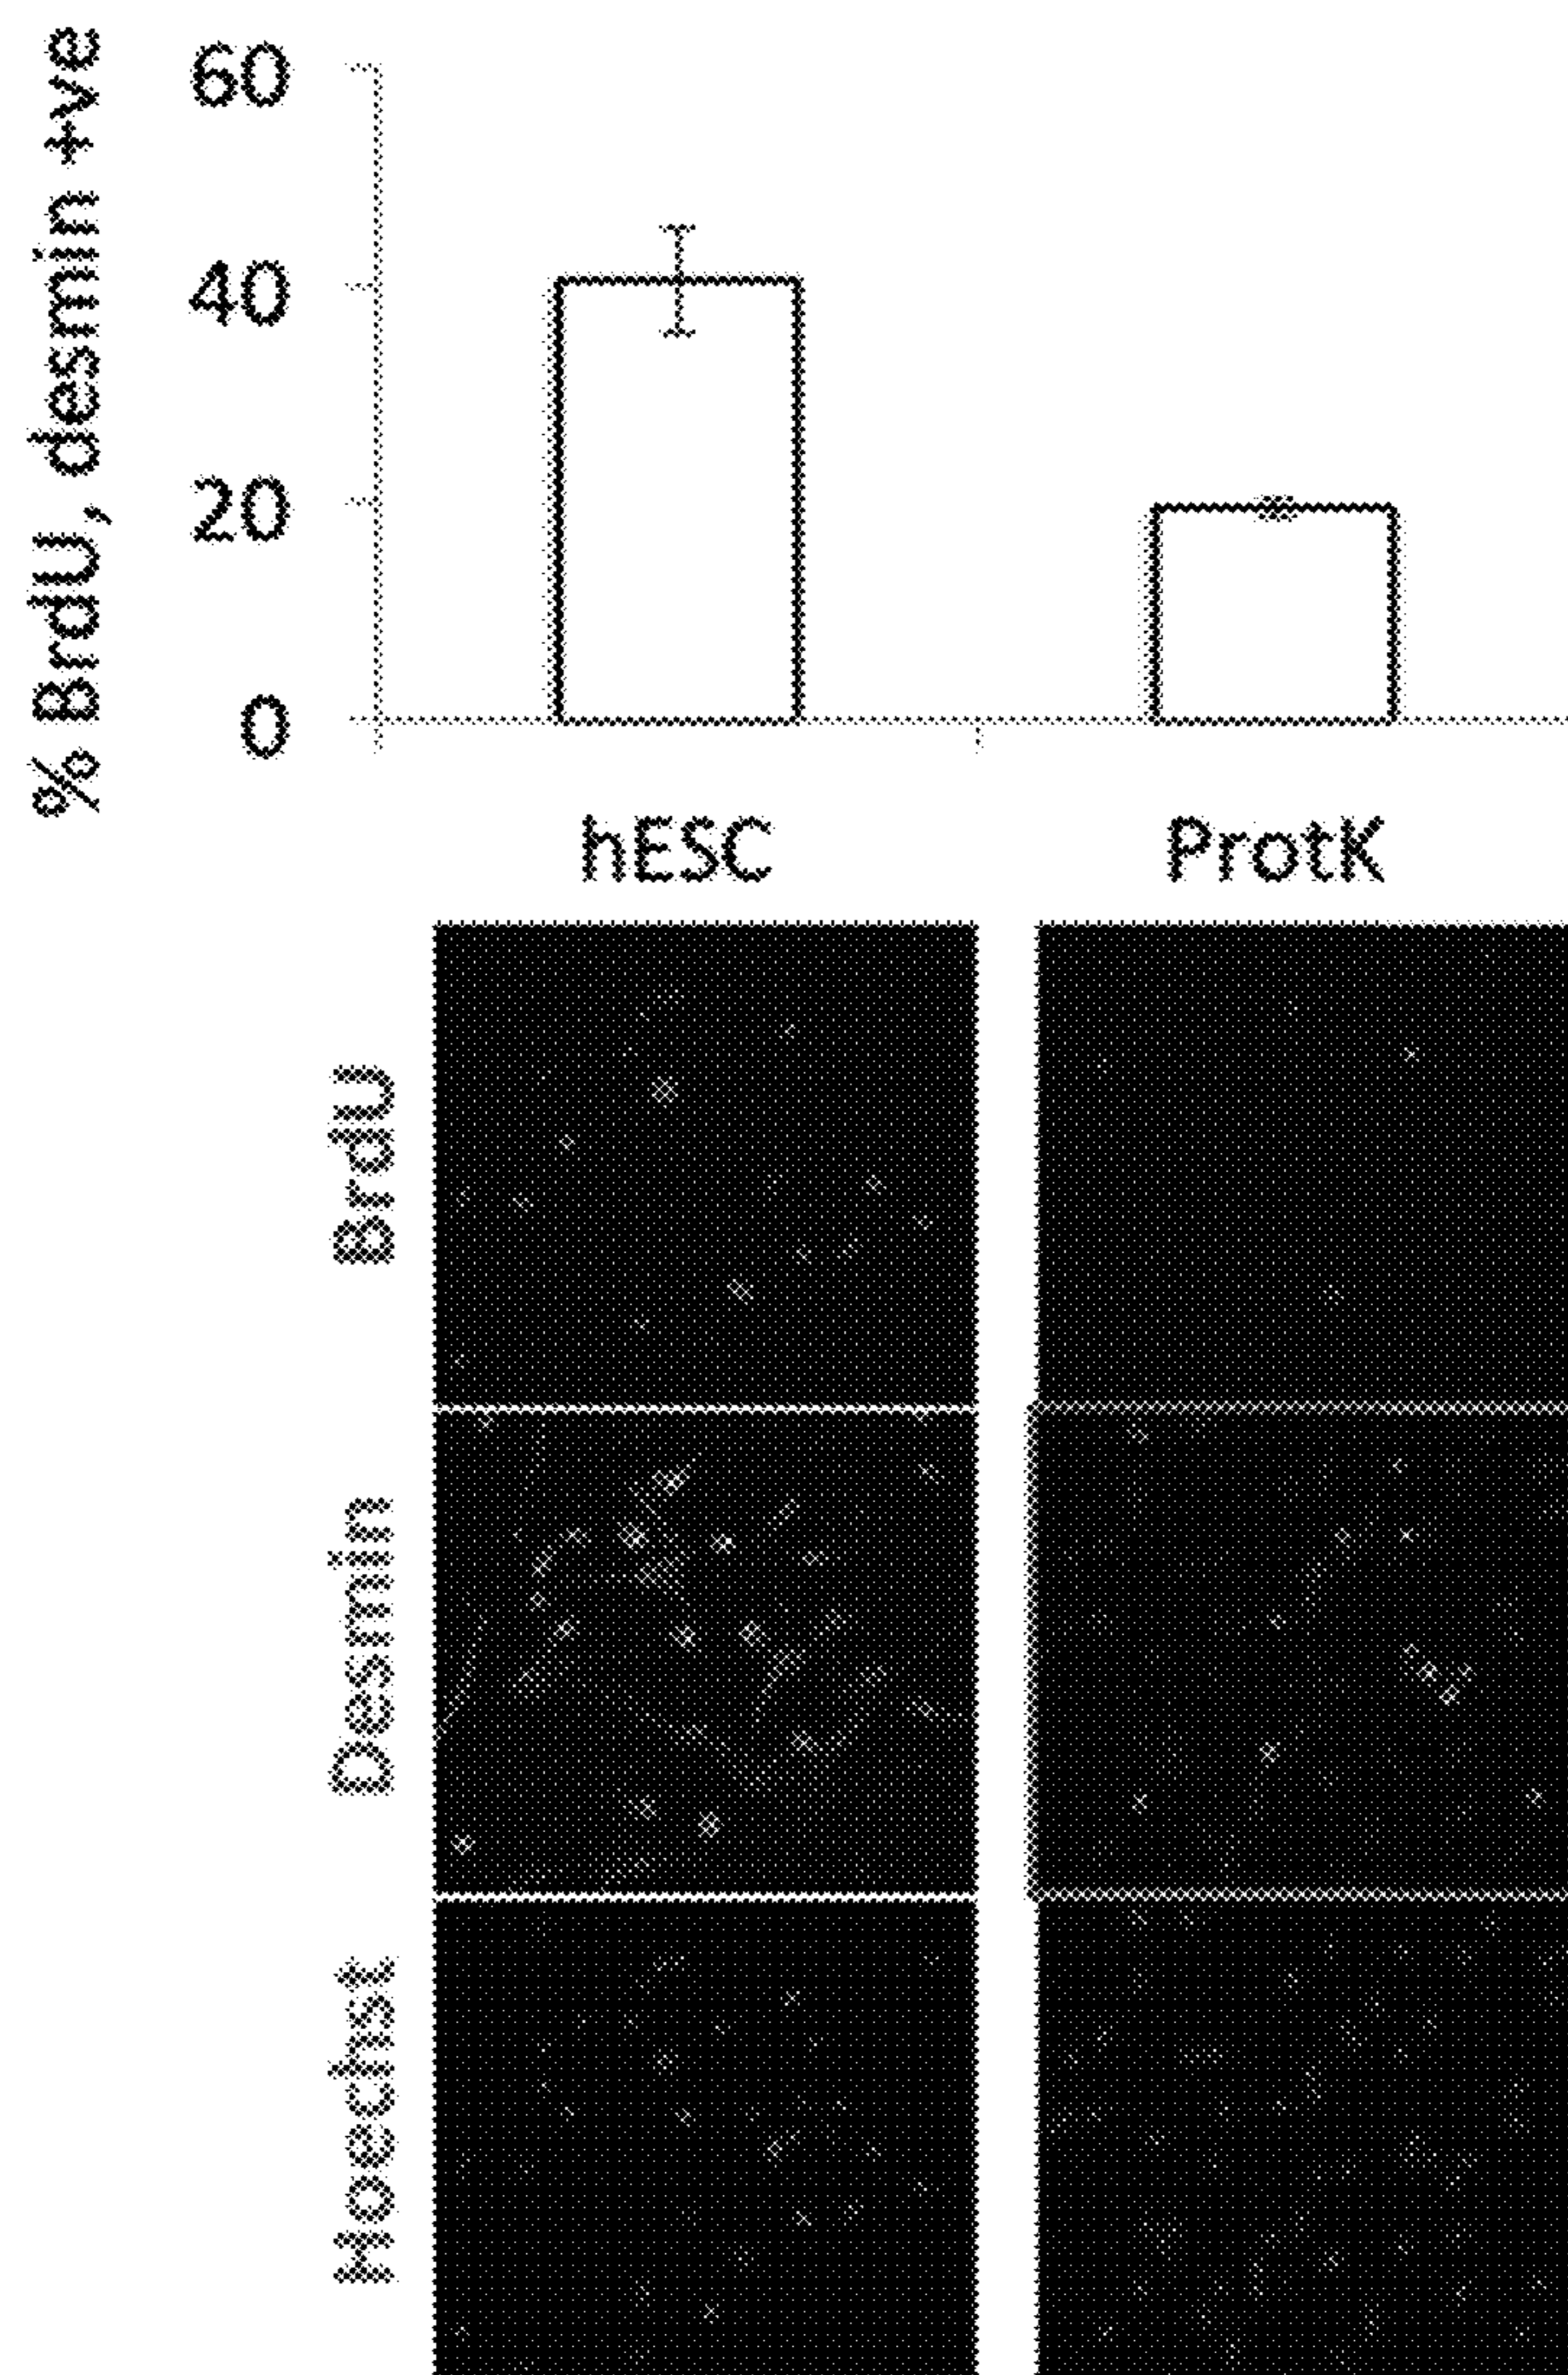 % BrdU, desmin +ve
60
40
20
0
hESC
ProtK
BrdU
Desmin
Hoechst